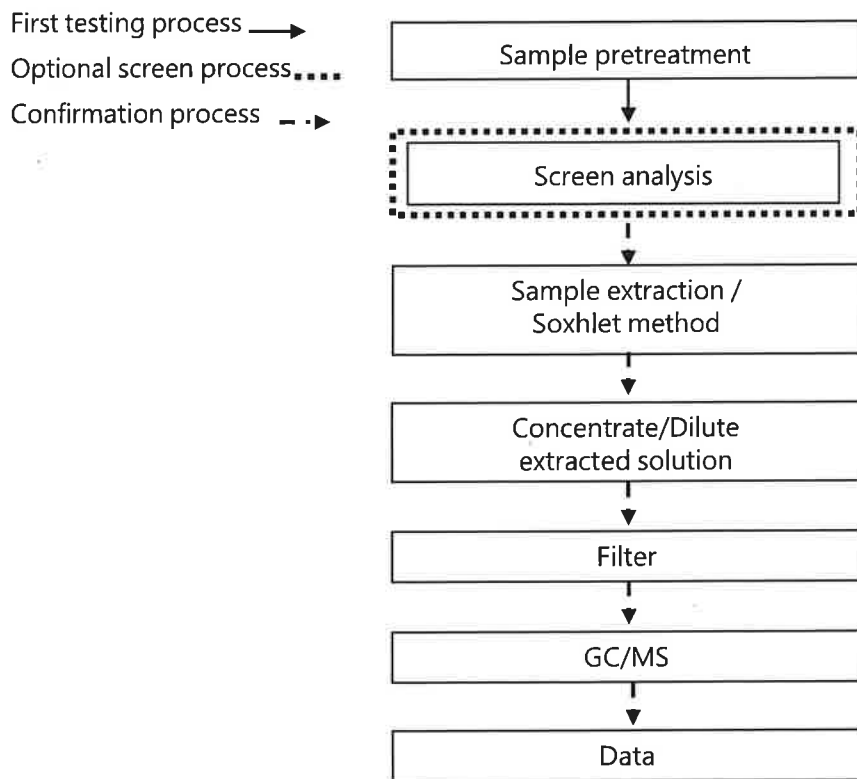 First testing process
Optional screen process
Confirmation process
Sample pretreatment
Screen analysis
Sample extraction /
Soxhlet method
Concentrate/Dilute
extracted solution
Filter
GC/MS
Data